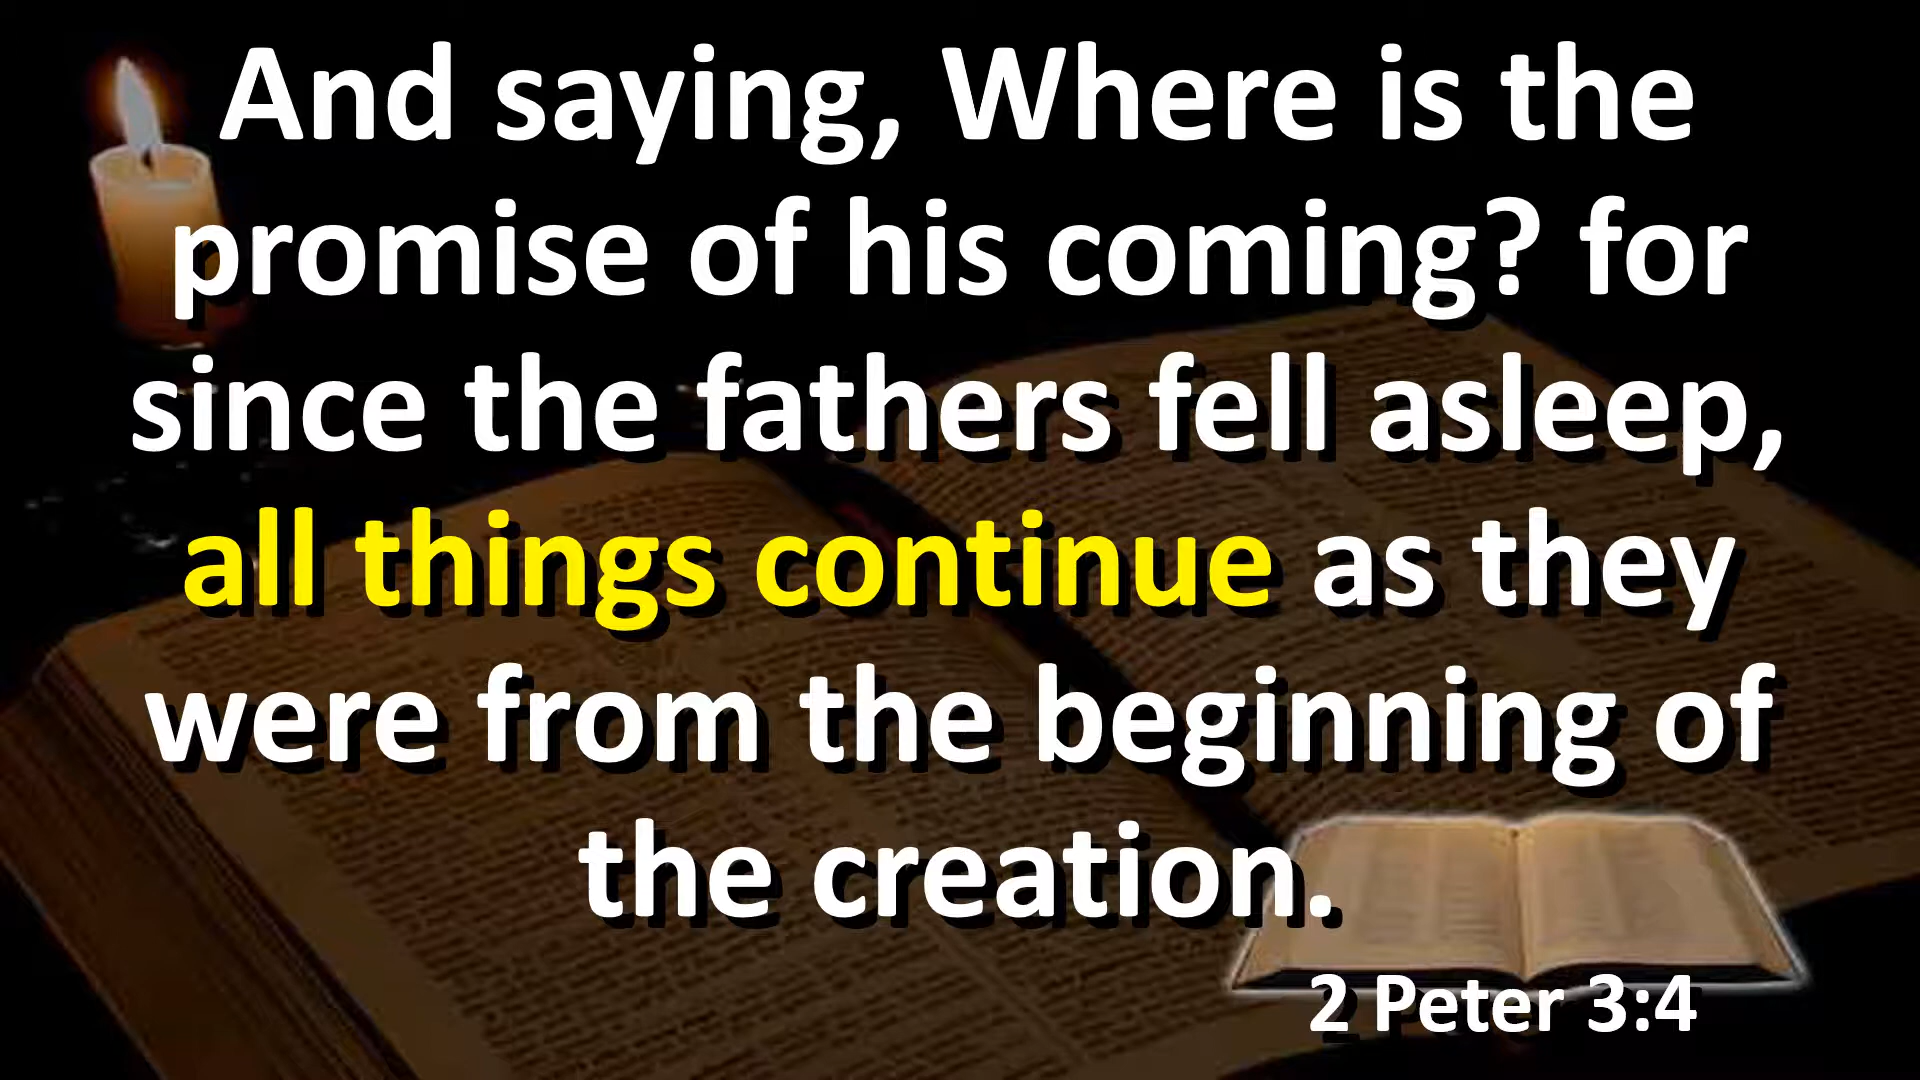 And saying, Where is the
promise of his coming? for
since the fathers fell asleep,
all things continue as they
were from the beginning of
the creation.
2 Peter 3:4